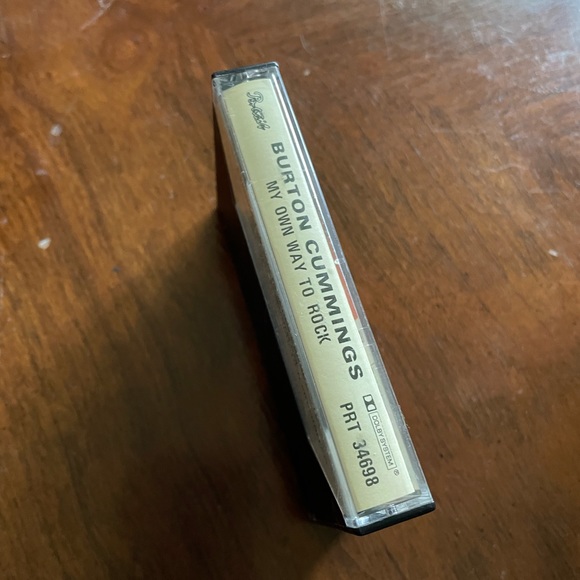 Portrait
BURTON CUMMINGS
MY OWN WAY TO ROCK
DOLBY SYSTEM ®
PRT 34698